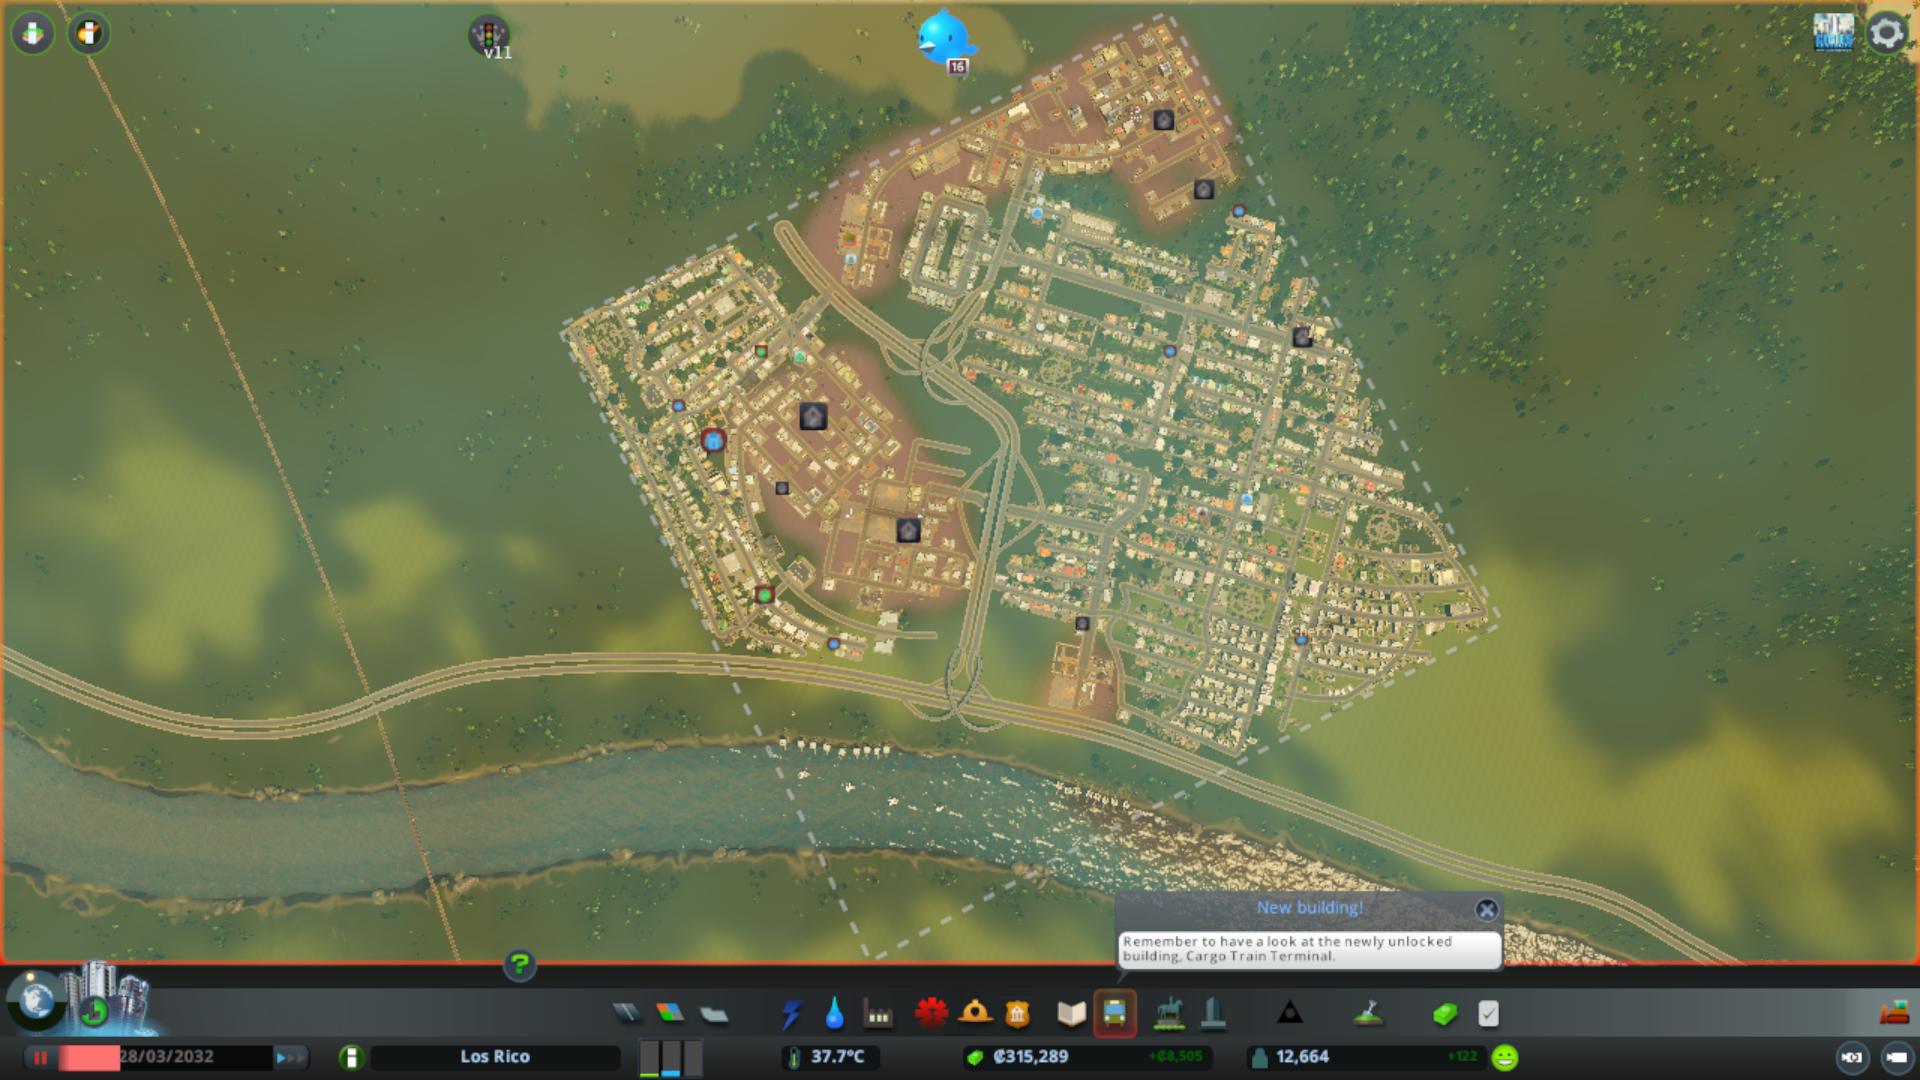 v11
16
New building!
Remember to have a look at the newly unlocked
building, Cargo Train Terminal.
28/03/2032
Los Rico
37.7°C
₡315,289
+₡8,505
12,664
+122